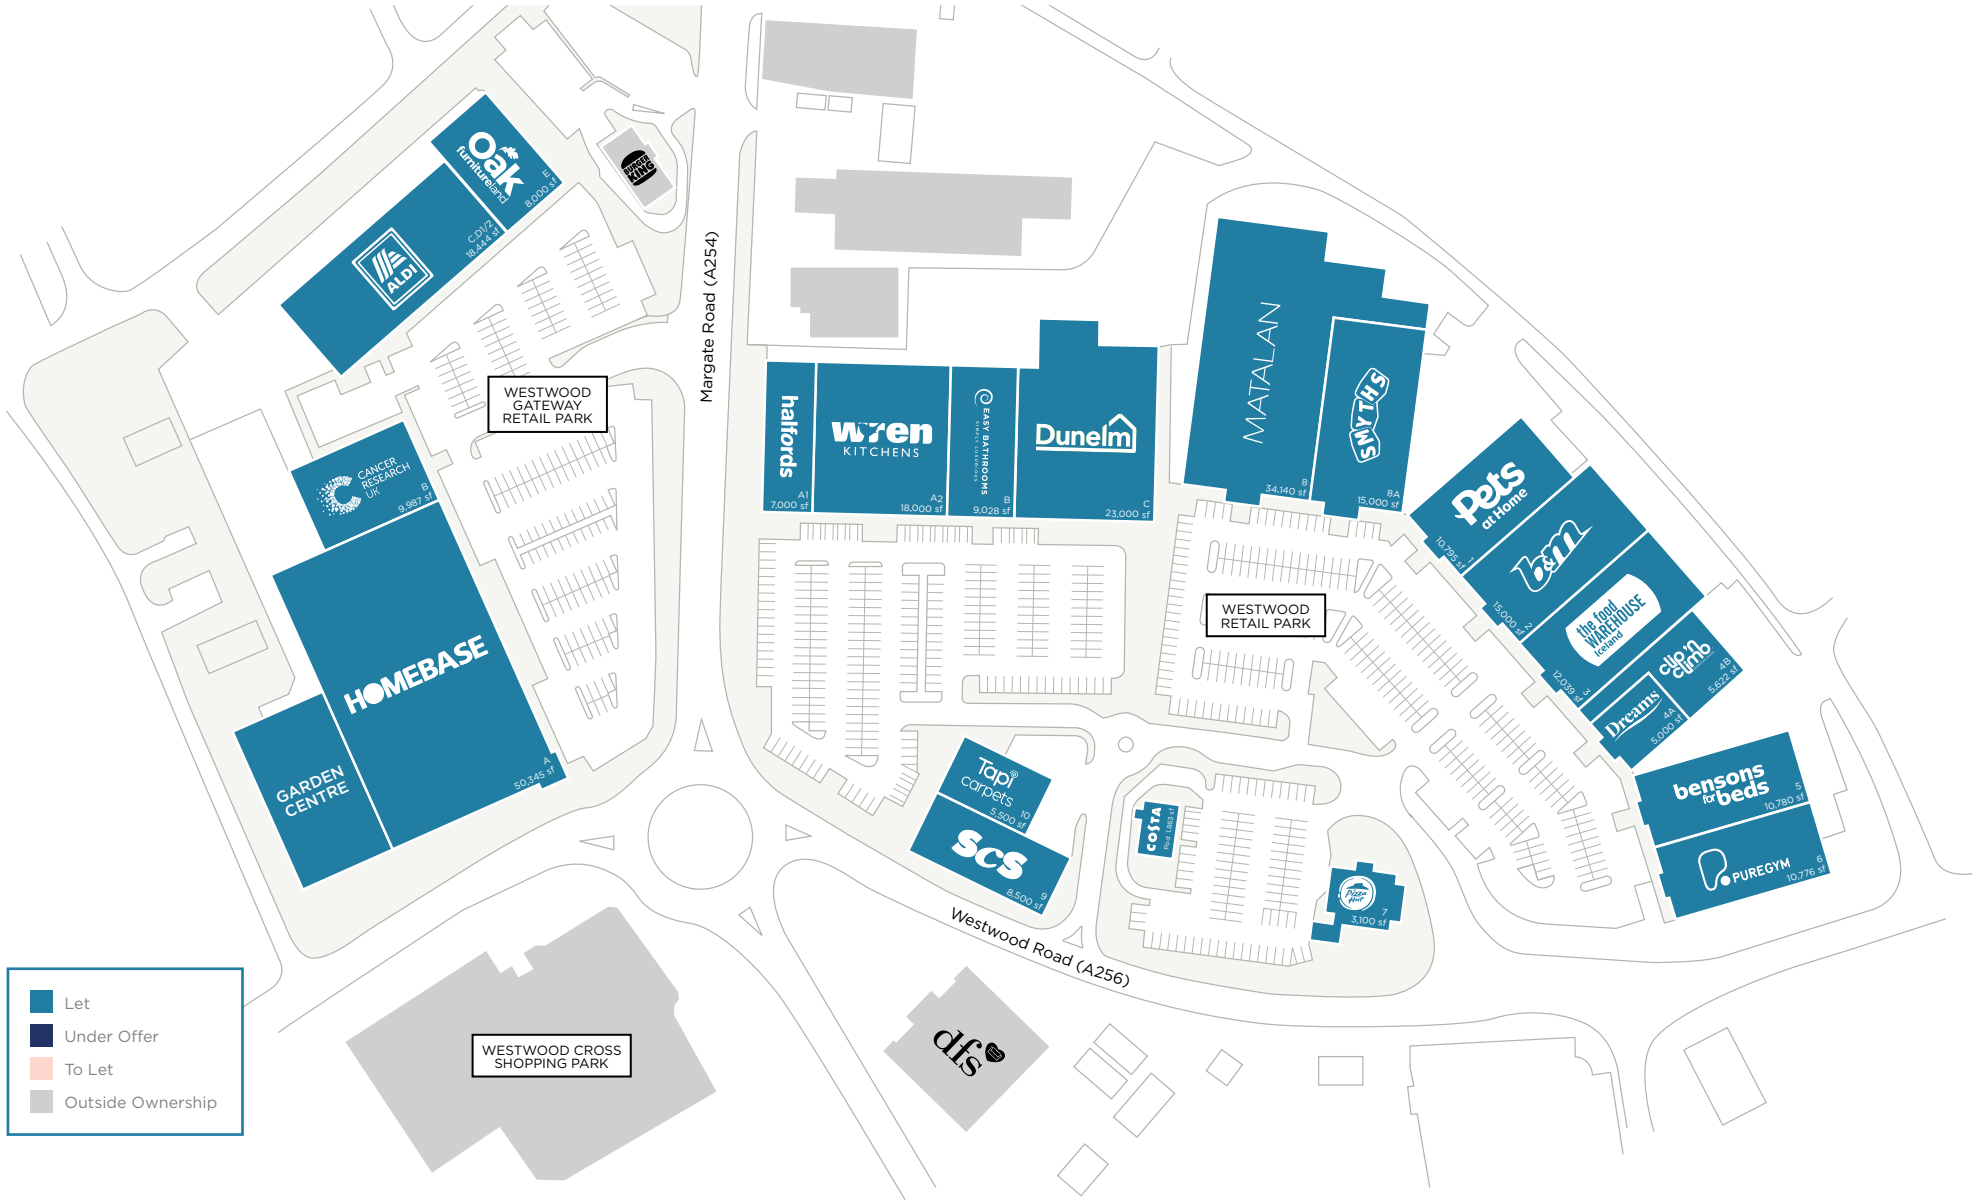 Oak
furnitureland
E
8,000 sf
BURGER
KING
ALDI
C,D1/2
18,444 sf
WESTWOOD
GATEWAY
RETAIL PARK
CANCER
RESEARCH
UK
B
9,987 sf
HOMEBASE
A
50,345 sf
GARDEN
CENTRE
Margate Road (A254)
halfords
A1
7,000 sf
wren
KITCHENS
A2
18,000 sf
EASY BATHROOMS
SIMPLY LUXURIOUS
B
9,028 sf
Dunelm
C
23,000 sf
MATALAN
8
34,140 sf
SMYTHS
8A
15,000 sf
Pets
at Home
1
10,795 sf
b&m
2
15,000 sf
the food
WAREHOUSE
Iceland
3
12,039 sf
clip 'n
climb
4B
5,622 sf
Dreams
4A
5,000 sf
bensons
for beds
5
10,780 sf
PUREGYM
6
10,776 sf
WESTWOOD
RETAIL PARK
Tapi
Carpets
10
5,500 sf
SCS
9
8,500 sf
COSTA
Pod 1,863 sf
Pizza
Hut
7
3,100 sf
Westwood Road (A256)
dfs
WESTWOOD CROSS
SHOPPING PARK
Let
Under Offer
To Let
Outside Ownership